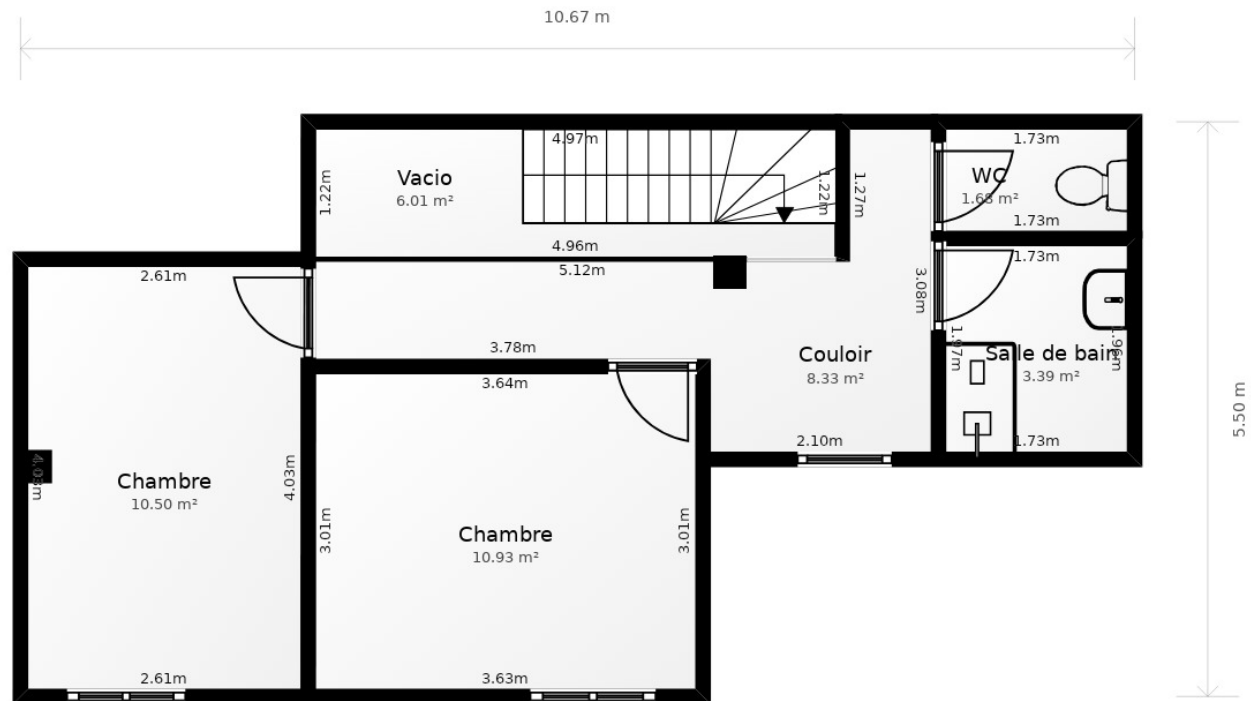 10.67 m
4.97m
1.73m
Vacio
6.01 m²
1.22m
1.22m
1.27m
WC
1.68 m²
1.73m
4.96m
5.12m
1.73m
2.61m
3.08m
3.78m
3.64m
Couloir
8.33 m²
1.97m
Salle de bain
3.39 m²
1.96m
2.10m
1.73m
5.50 m
4.03m
Chambre
10.50 m²
4.03m
3.01m
Chambre
10.93 m²
3.01m
2.61m
3.63m